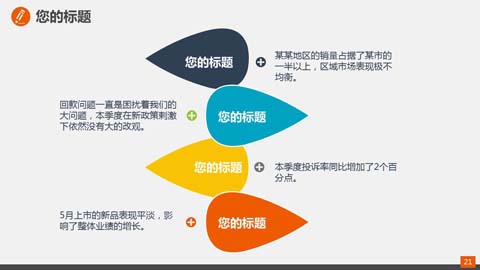 您的标题
您的标题
某某地区的销量占据了某市的
一半以上，区域市场表现极不
均衡。
回款问题一直是困扰着我们的
大问题，本季度在新政策刺激
下依然没有大的改观。
您的标题
您的标题
本季度投诉率同比增加了2个百
分点。
5月上市的新品表现平淡，影
响了整体业绩的增长。
您的标题
21